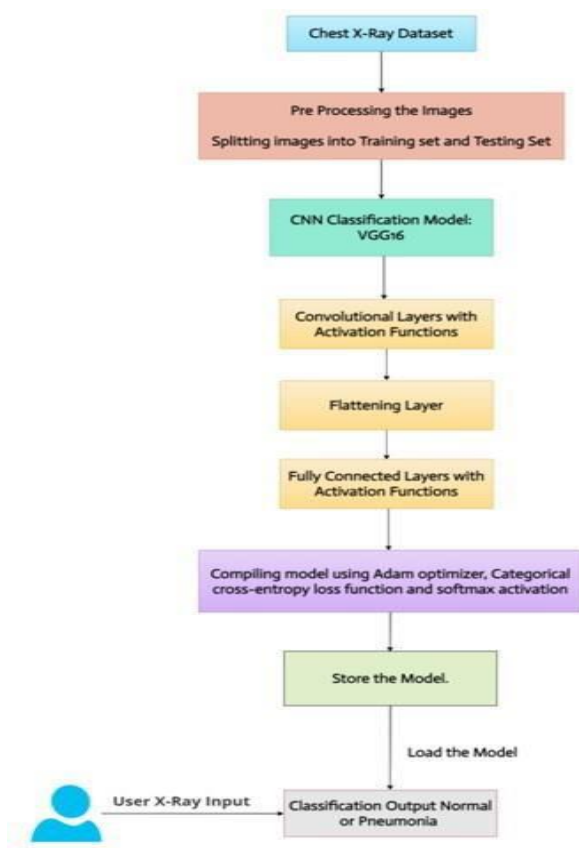 Chest X-Ray Dataset
Pre Processing the Images
Splitting images into Training set and Testing Set
CNN Classification Model:
VGG16
Convolutional Layers with
Activation Functions
Flattening Layer
Fully Connected Layers with
Activation Functions
Compiling model using Adam optimizer, Categorical
cross-entropy loss function and softmax activation
Store the Model.
Load the Model
User X-Ray Input
Classification Output Normal
or Pneumonia